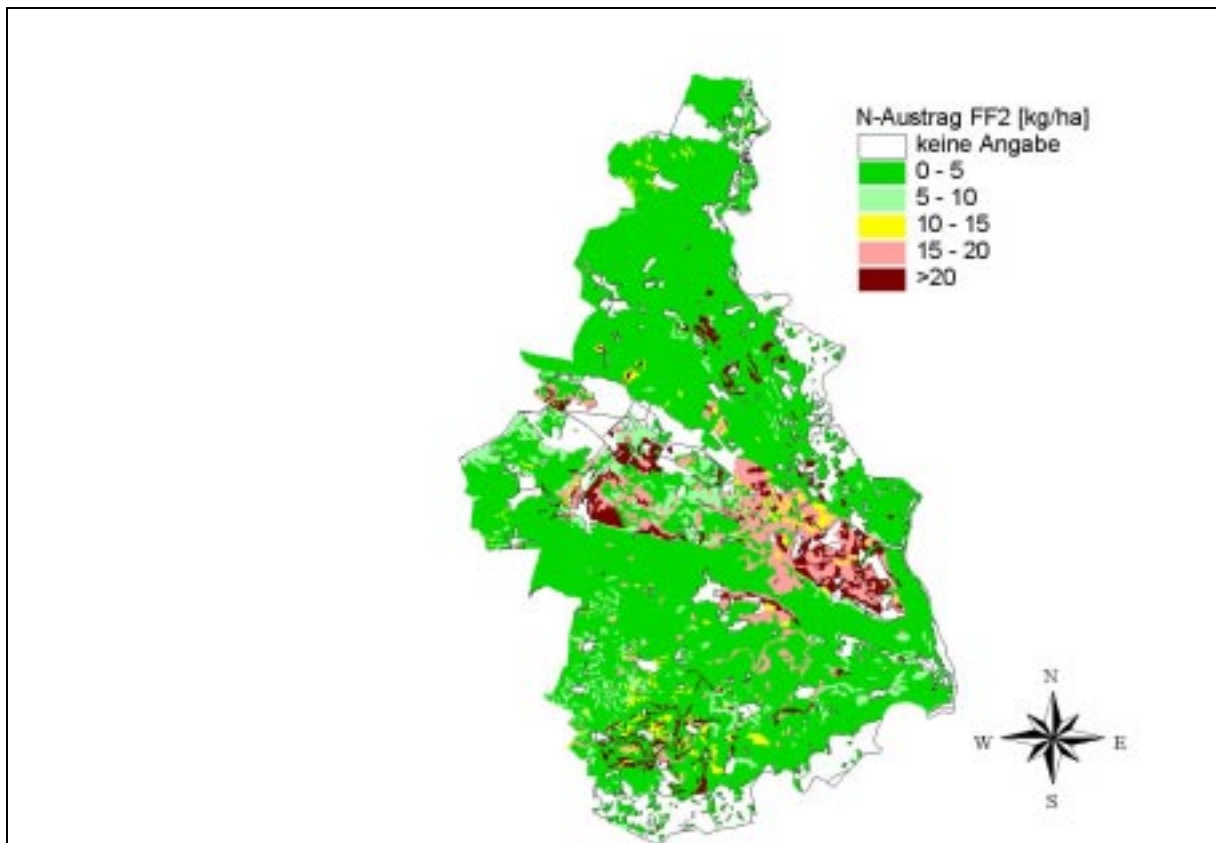 N-Austrag FF2 [kg/ha]
keine Angabe
0 - 5
5 - 10
10 - 15
15 - 20
>20
N
W E
S